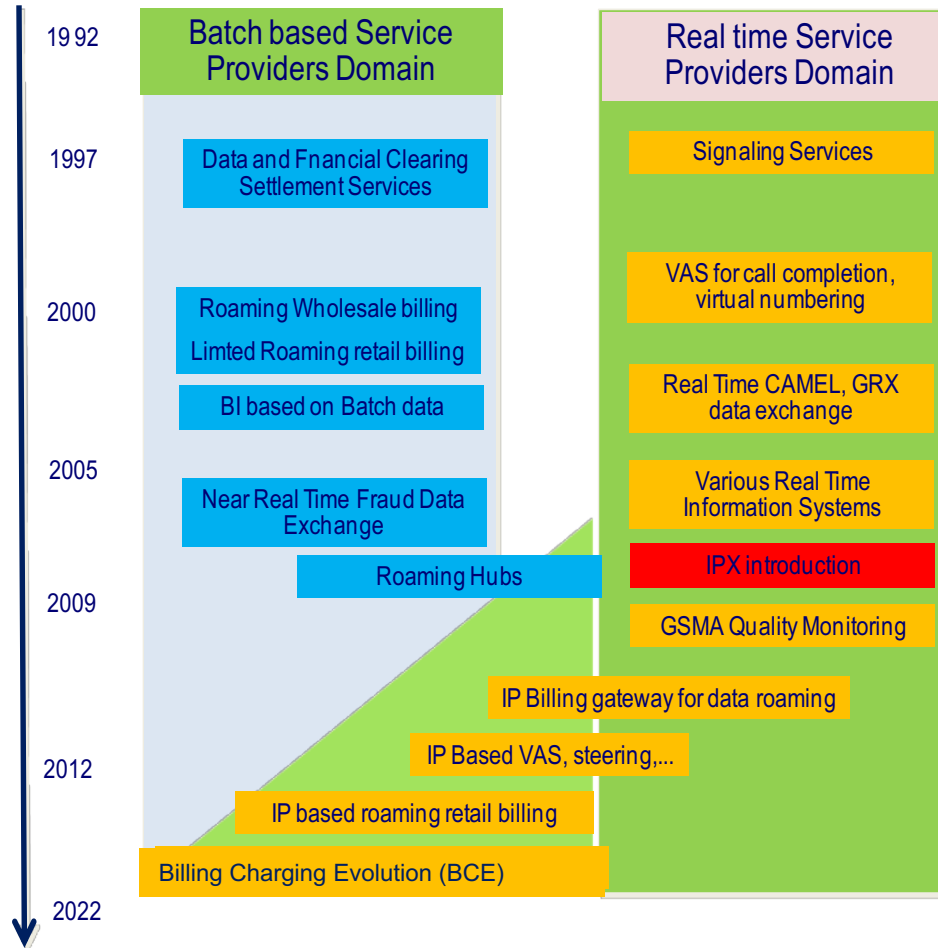 1992
Batch based Service
Providers Domain
Real time Service
Providers Domain
1997
Data and Fnancial Clearing
Settlement Services
Signaling Services
VAS for call completion,
virtual numbering
2000
Roaming Wholesale billing
Limted Roaming retail billing
BI based on Batch data
Real Time CAMEL, GRX
data exchange
2005
Near Real Time Fraud Data
Exchange
Various Real Time
Information Systems
Roaming Hubs
IPX introduction
2009
GSMA Quality Monitoring
IP Billing gateway for data roaming
IP Based VAS, steering,...
2012
IP based roaming retail billing
Billing Charging Evolution (BCE)
2022